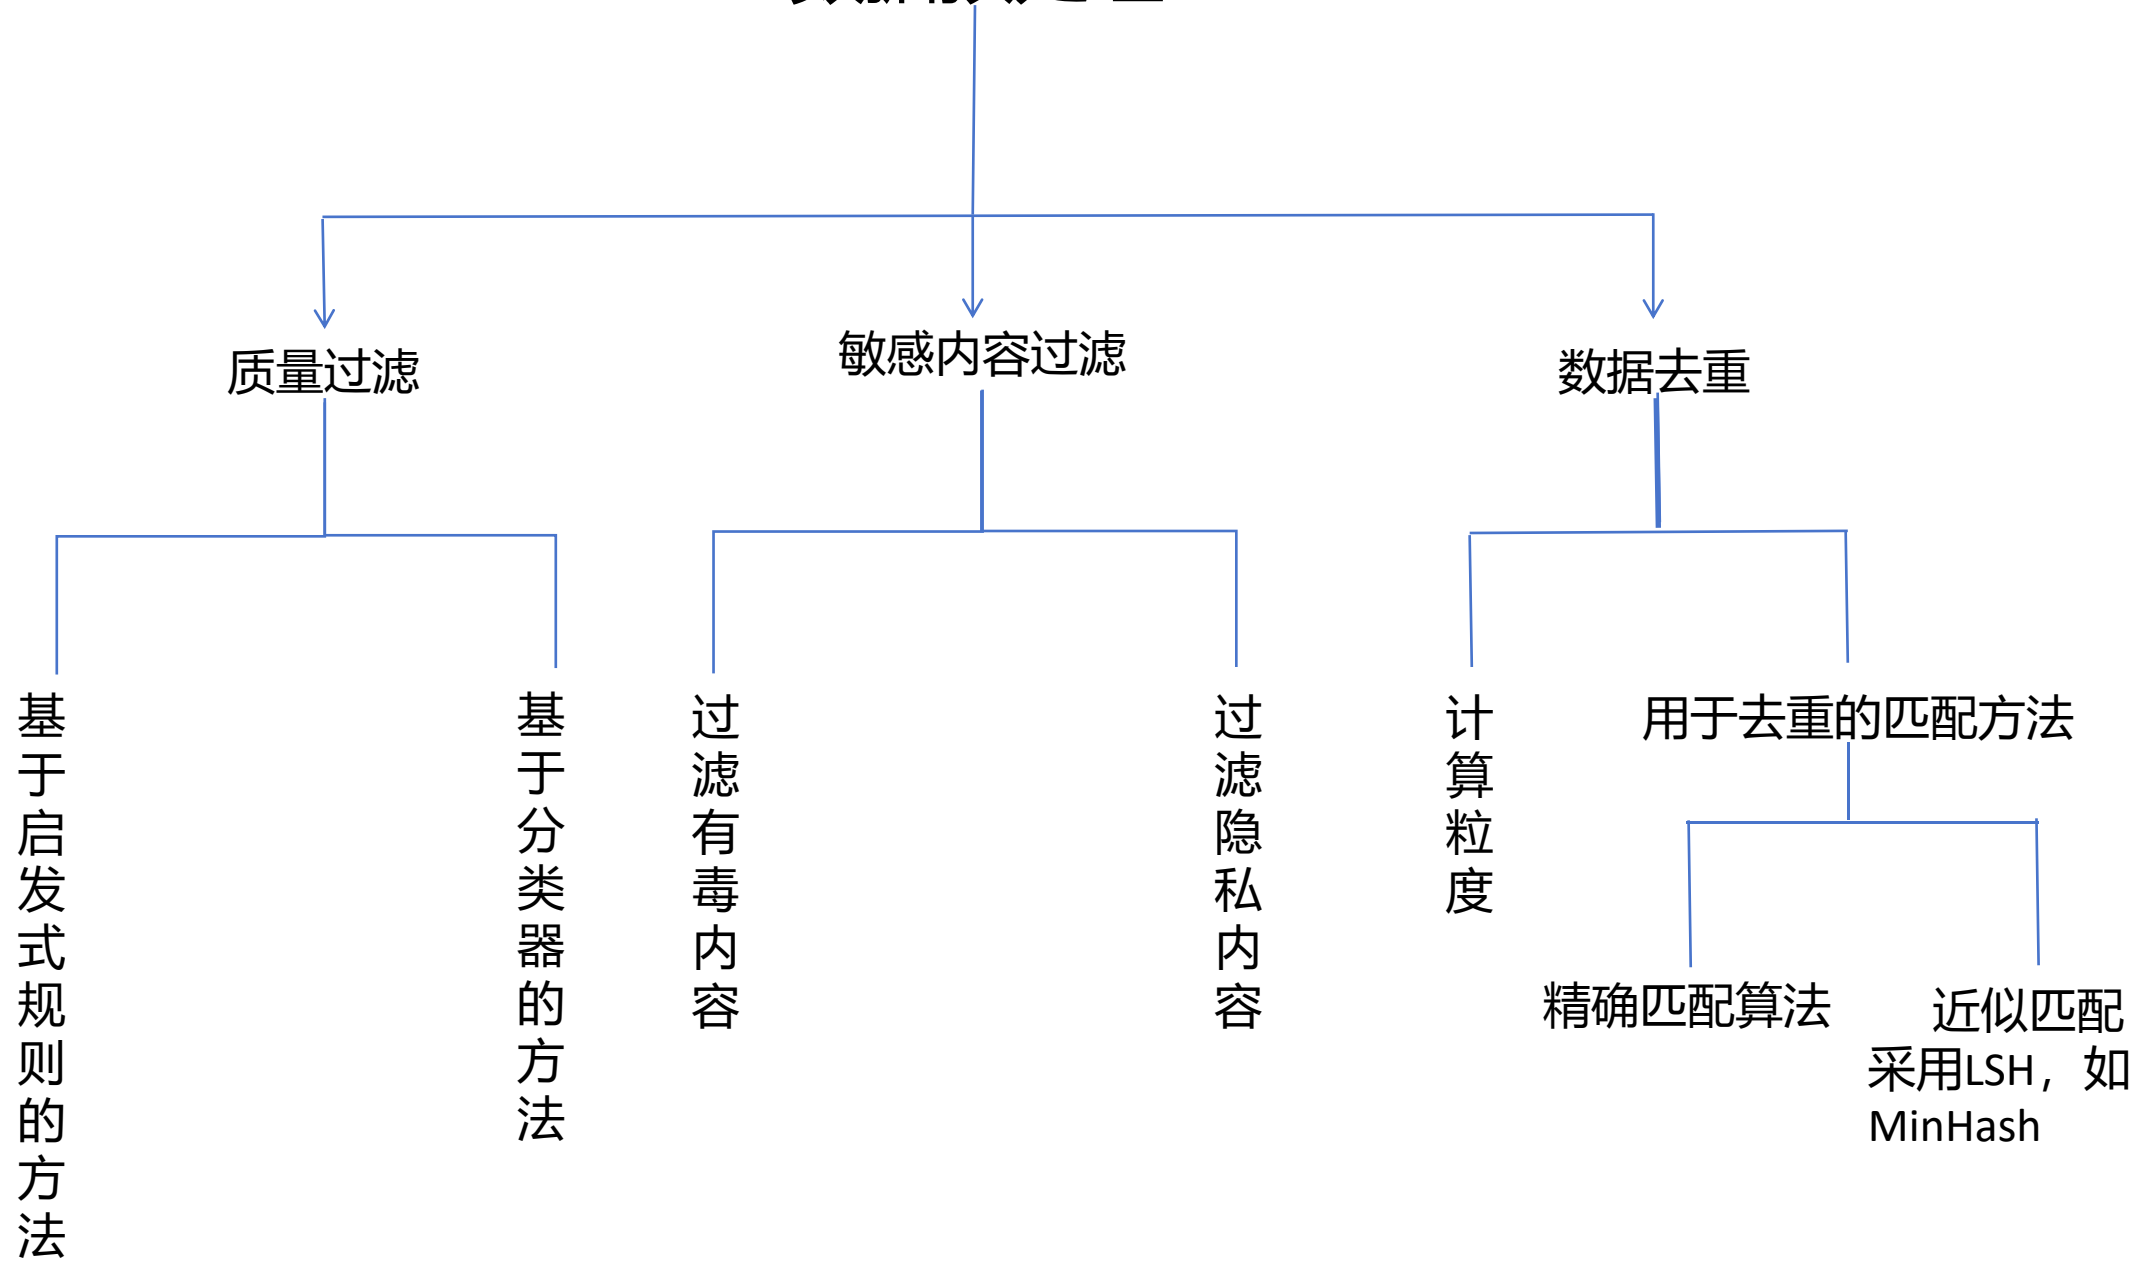 质量过滤
敏感内容过滤
数据去重
基于启发式规则的方法
基于分类器的方法
过滤有毒内容
过滤隐私内容
计算粒度
用于去重的匹配方法
精确匹配算法
近似匹配
采用LSH，如
MinHash